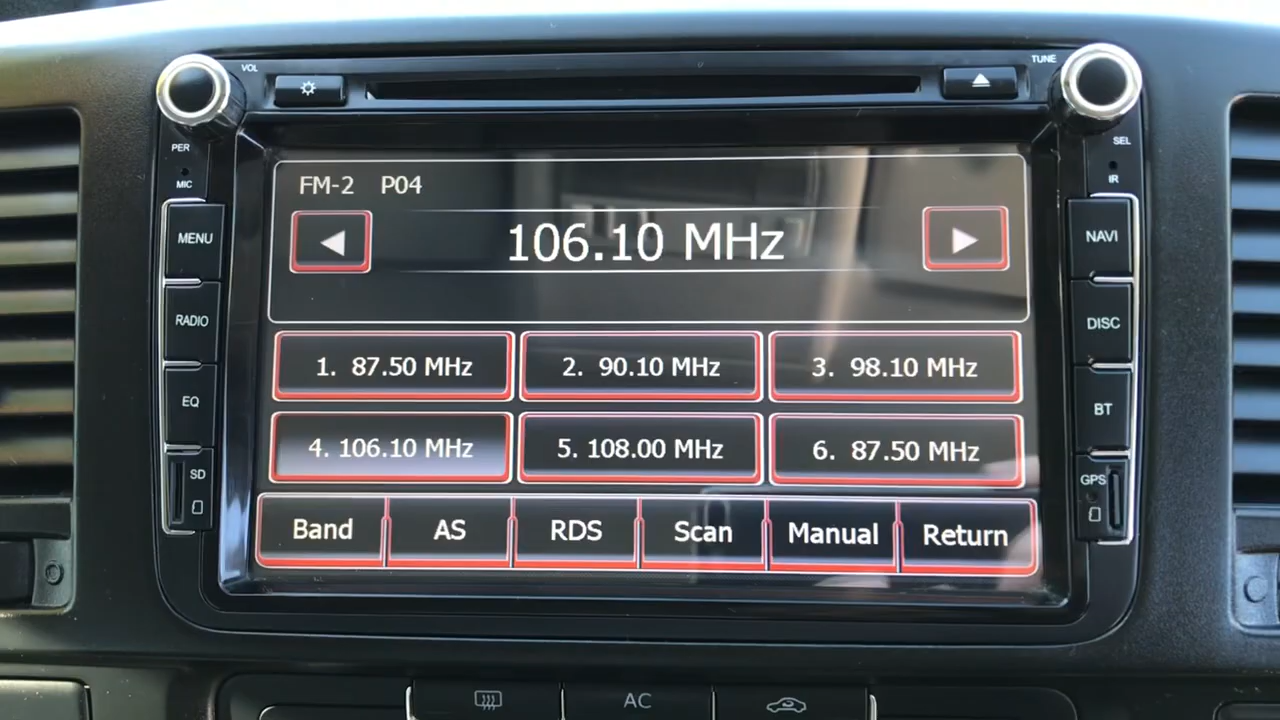 VOL
TUNE
PER
SEL
MIC
IR
FM-2 P04
106.10 MHz
MENU
NAVI
RADIO
DISC
EQ
BT
SD
GPS
1. 87.50 MHz
2. 90.10 MHz
3. 98.10 MHz
4. 106.10 MHz
5. 108.00 MHz
6. 87.50 MHz
Band
AS
RDS
Scan
Manual
Return
AC